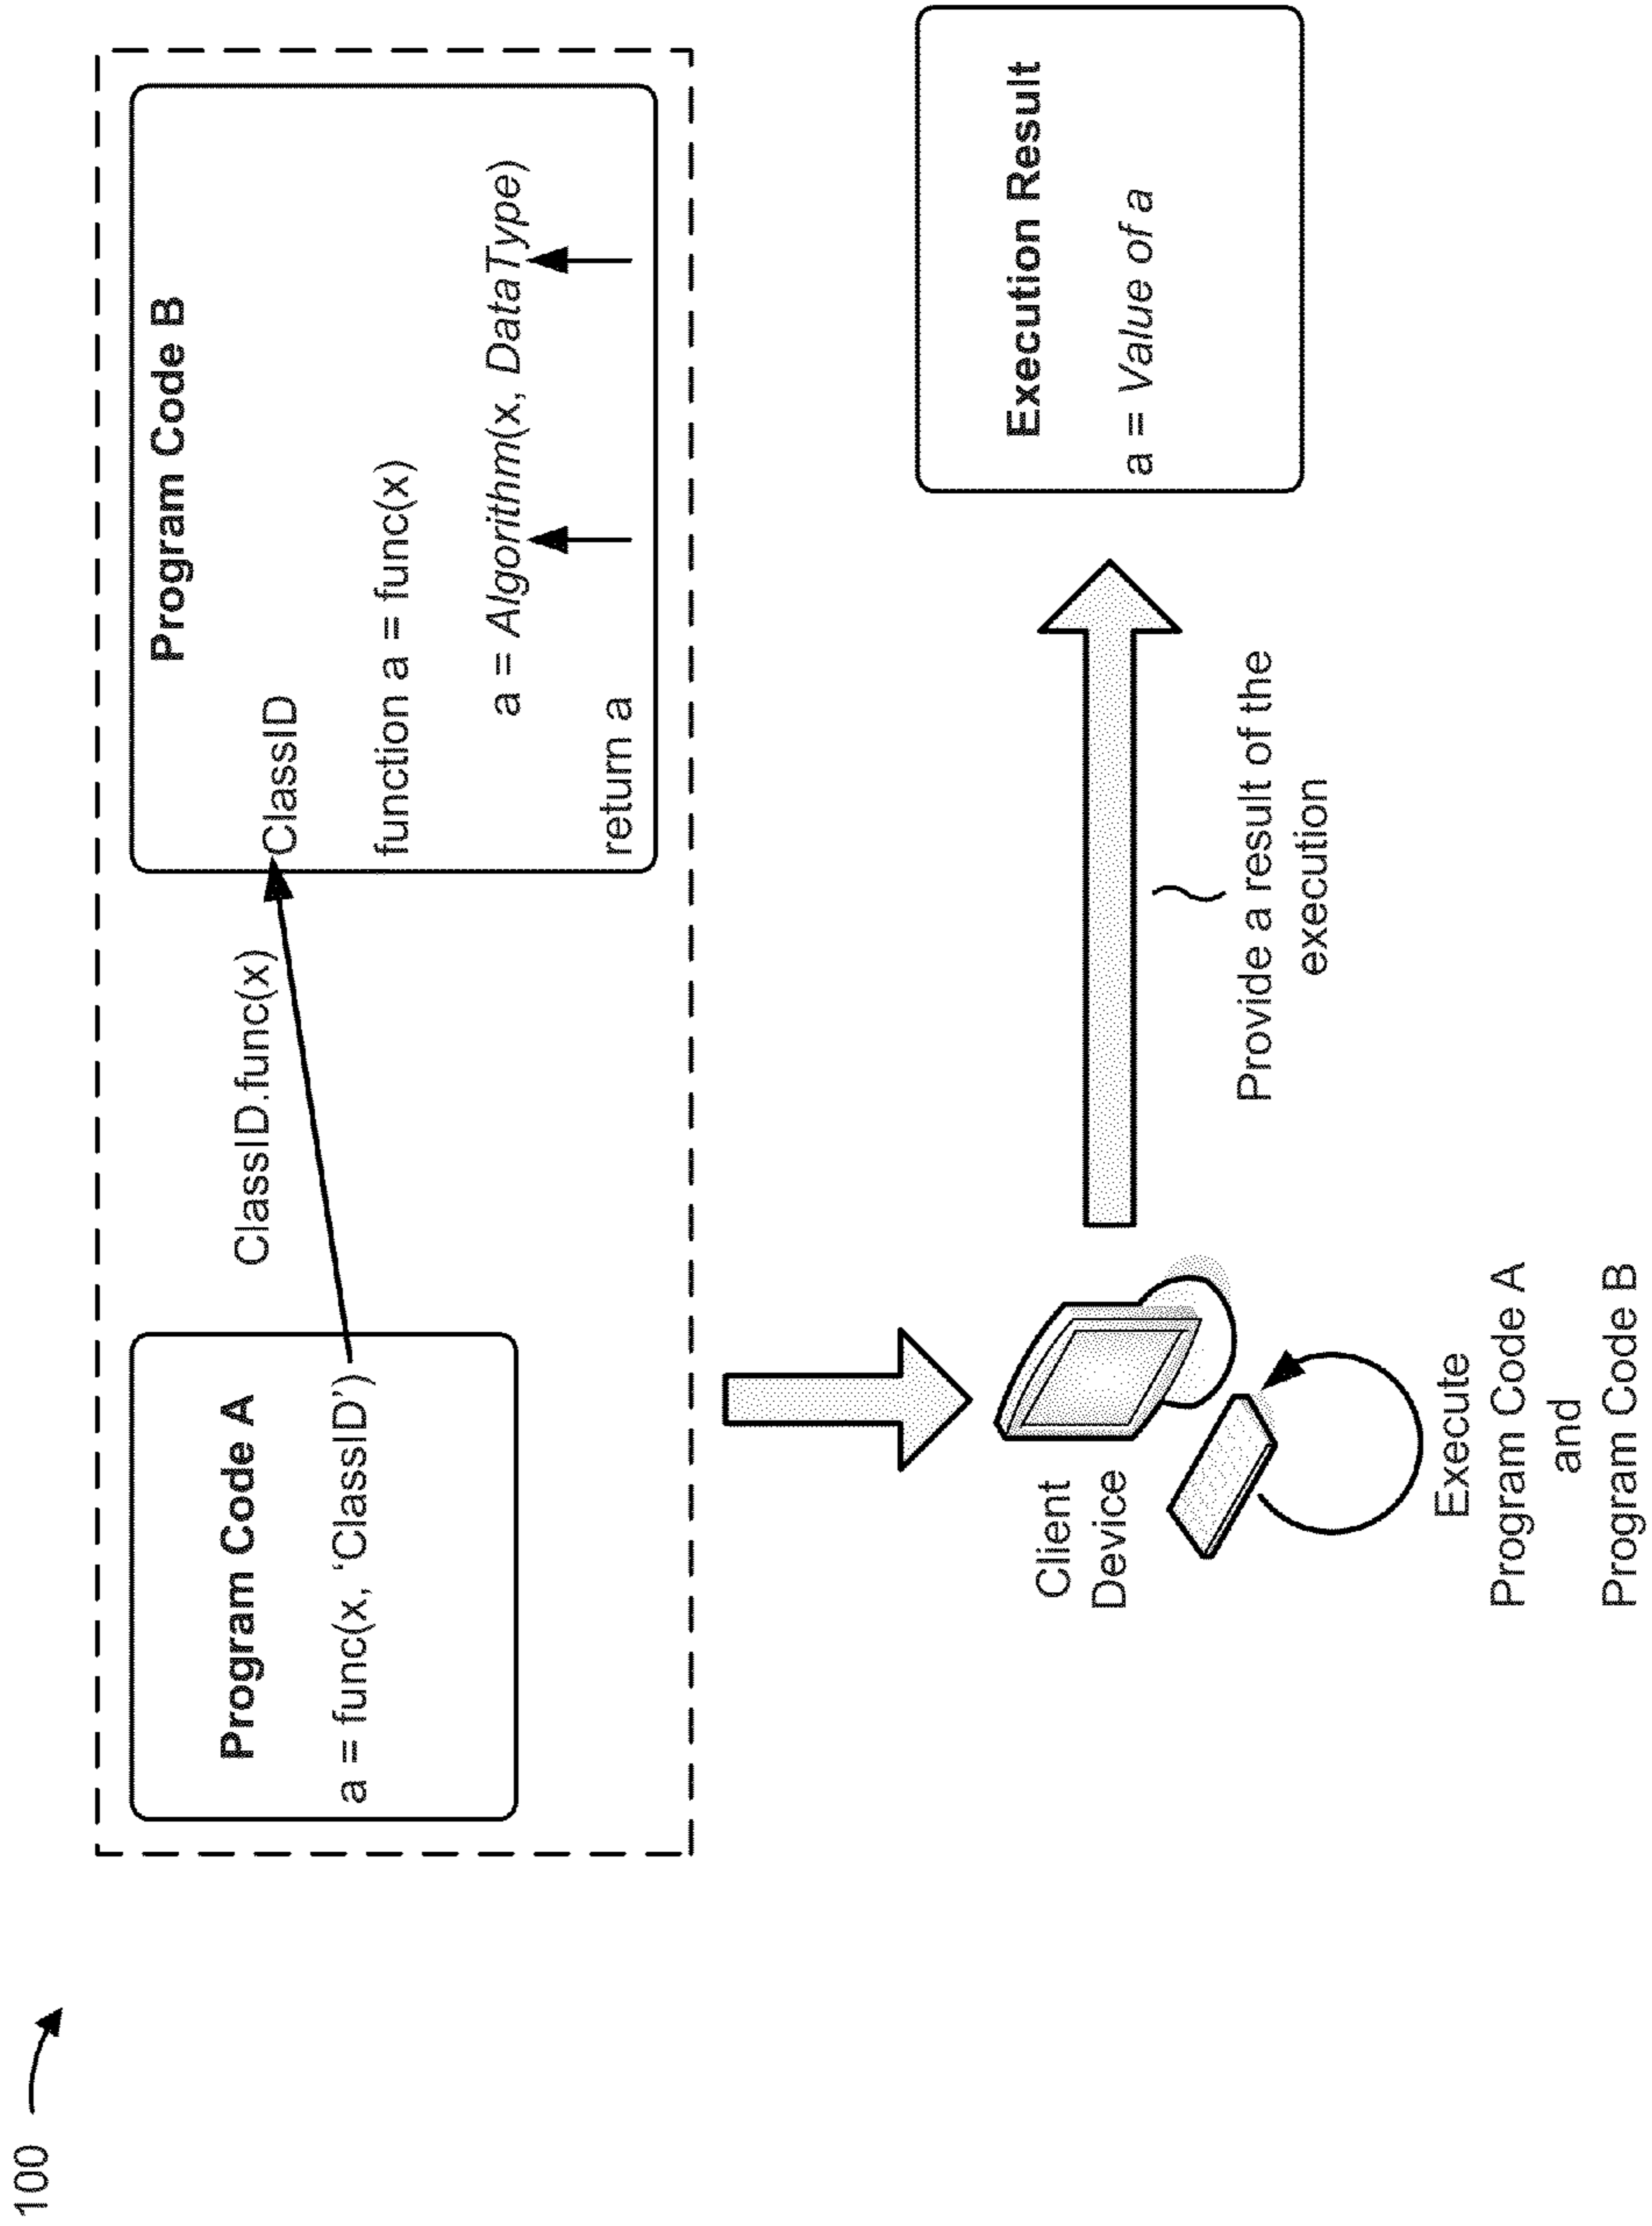 100
Program Code A
a = func(x, ‘ClassID’)
ClassID.func(x)
Program Code B
ClassID
function a = func(x)
a = Algorithm(x, DataType)
return a
Client
Device
Execute
Program Code A
and
Program Code B
Provide a result of the
execution
Execution Result
a = Value of a